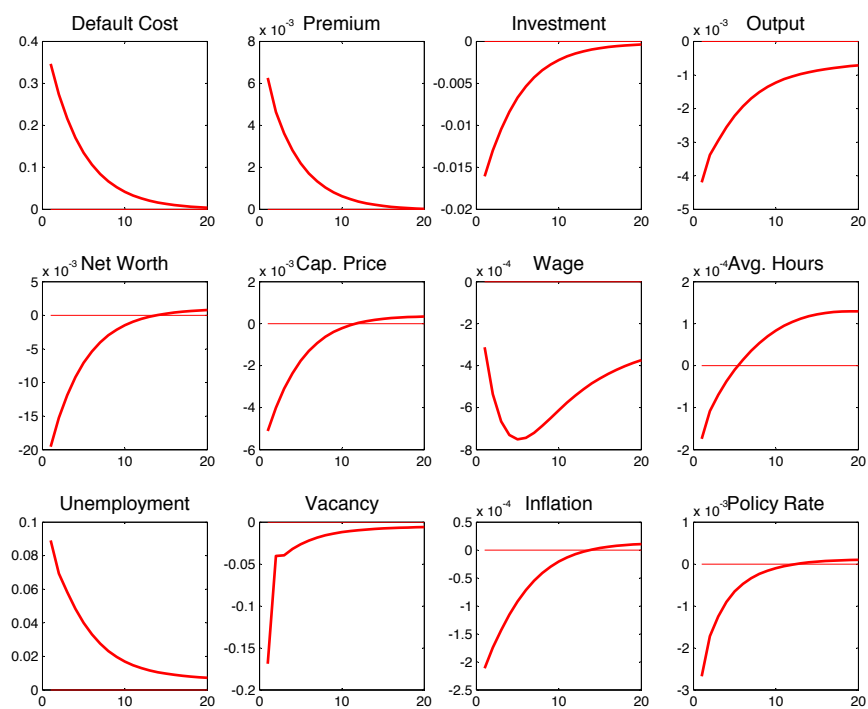 Default Cost
0.4
0.3
0.2
0.1
0
0 10 20
Premium
x 10^-3
8
6
4
2
0
0 10 20
Investment
0
-0.005
-0.01
-0.015
-0.02
0 10 20
Output
x 10^-3
0
-1
-2
-3
-4
-5
0 10 20
Net Worth
x 10^-3
5
0
-5
-10
-15
-20
0 10 20
Cap. Price
x 10^-3
2
0
-2
-4
-6
0 10 20
Wage
x 10^-4
0
-2
-4
-6
-8
0 10 20
Avg. Hours
x 10^-4
2
1
0
-1
-2
0 10 20
Unemployment
0.1
0.08
0.06
0.04
0.02
0
0 10 20
Vacancy
0
-0.05
-0.1
-0.15
-0.2
0 10 20
Inflation
x 10^-4
0.5
0
-0.5
-1
-1.5
-2
-2.5
0 10 20
Policy Rate
x 10^-3
1
0
-1
-2
-3
0 10 20